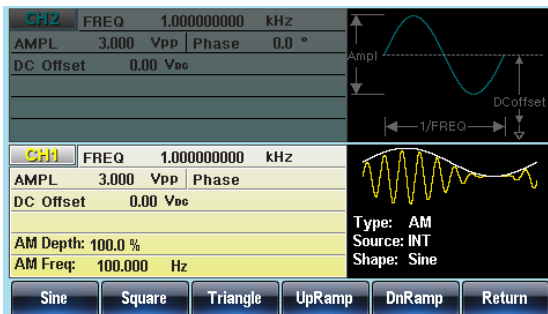 CH2 FREQ 1.000000000 kHz
AMPL 3.000 Vpp Phase 0.0 °
DC Offset 0.00 VDC
Ampl
DCoffset
1/FREQ
CH1 FREQ 1.000000000 kHz
AMPL 3.000 Vpp Phase
DC Offset 0.00 VDC
AM Depth: 100.0 %
AM Freq: 100.000 Hz
Type: AM
Source: INT
Shape: Sine
Sine Square Triangle UpRamp DnRamp Return